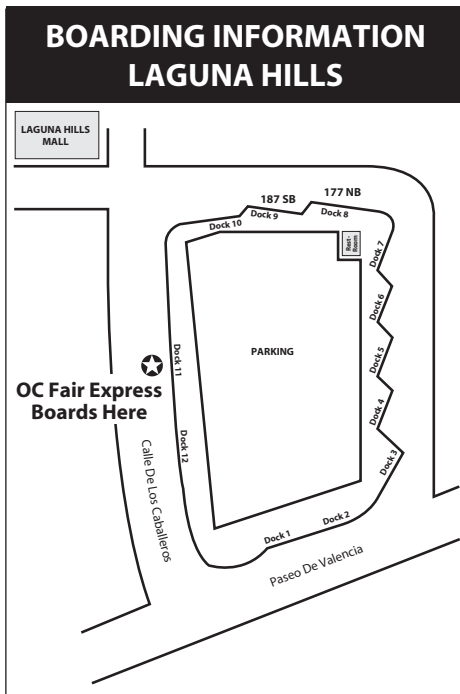 BOARDING INFORMATION
LAGUNA HILLS
LAGUNA HILLS
MALL
187 SB
177 NB
Dock 10
Dock 9
Dock 8
Rest-
Room
Dock 7
Dock 6
PARKING
Dock 5
Dock 11
OC Fair Express
Boards Here
Dock 4
Dock 12
Dock 3
Calle De Los Caballeros
Dock 2
Dock 1
Paseo De Valencia